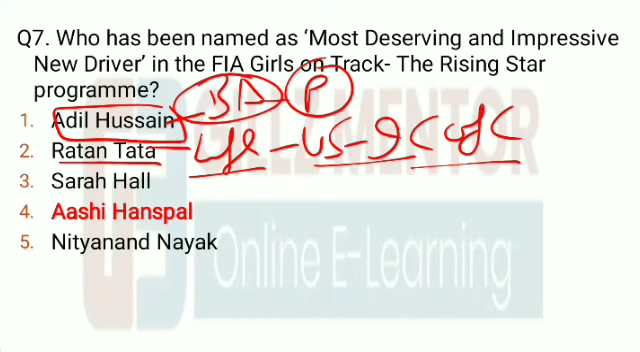 Q7. Who has been named as ‘Most Deserving and Impressive
New Driver’ in the FIA Girls on Track- The Rising Star
programme?
1. Adil Hussain
2. Ratan Tata
3. Sarah Hall
4. Aashi Hanspal
5. Nityanand Nayak
Online E-Learning